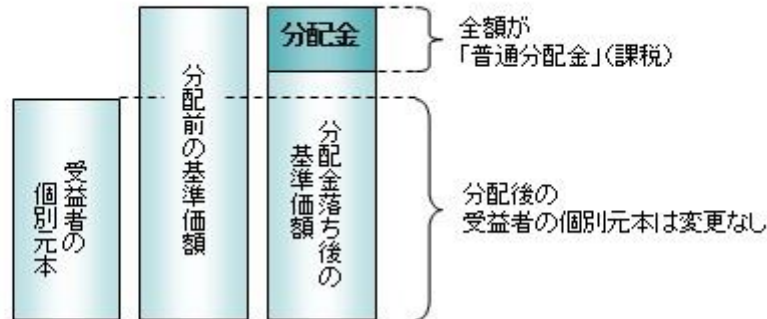 受益者の
個別元本
分配前の基準価額
分配金
分配金落ち後の
基準価額
全額が
「普通分配金」(課税)
分配後の
受益者の個別元本は変更なし